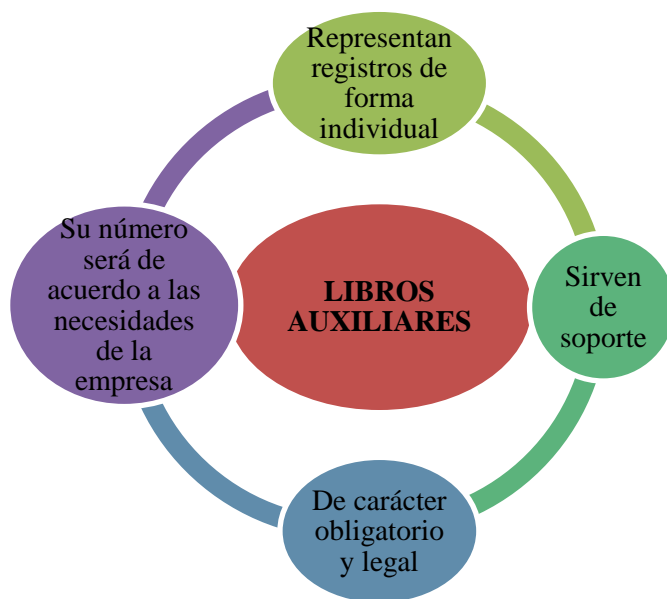 Representan
registros de
forma
individual
Su número
será de
acuerdo a las
necesidades
de la
empresa
LIBROS
AUXILIARES
Sirven
de
soporte
De carácter
obligatorio
y legal